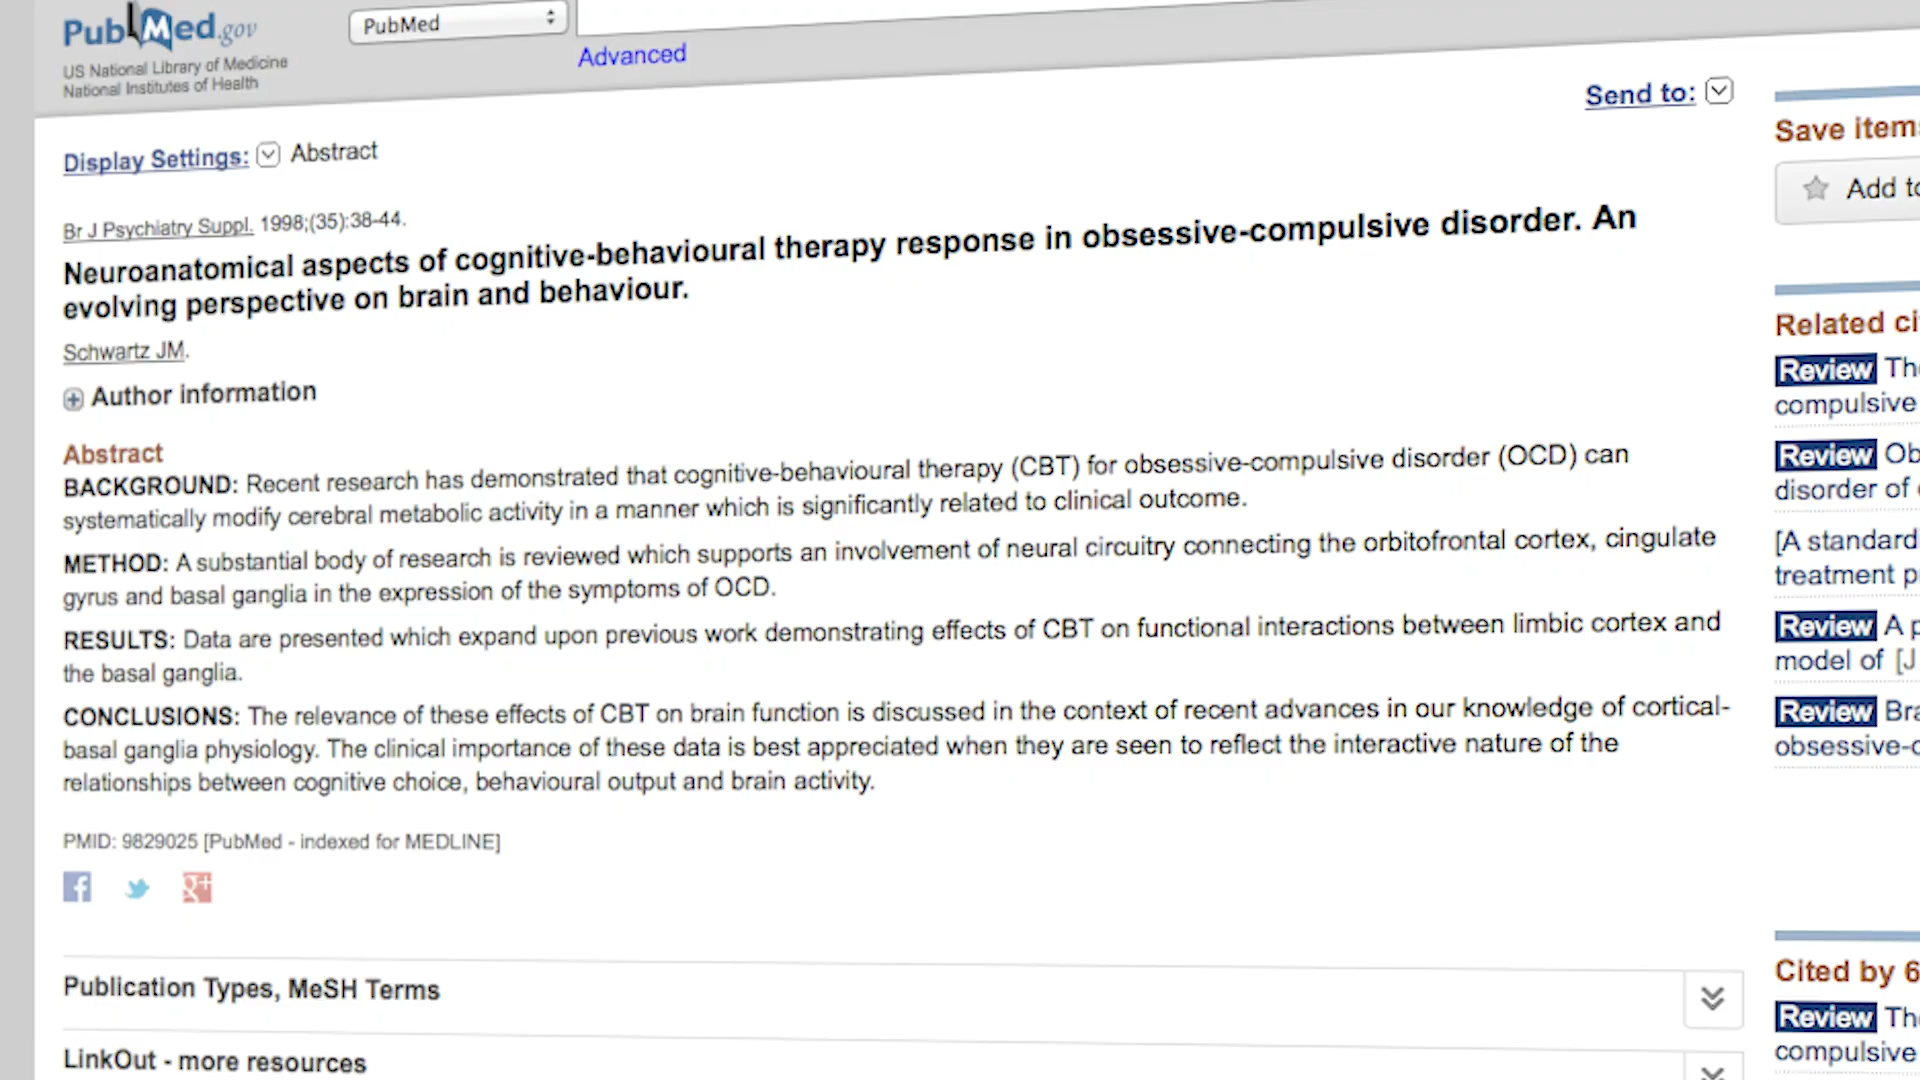 PubMed.gov
US National Library of Medicine
National Institutes of Health
PubMed
Advanced
Send to:
Display Settings: Abstract
Br J Psychiatry Suppl. 1998;(35):38-44.
Neuroanatomical aspects of cognitive-behavioural therapy response in obsessive-compulsive disorder. An
evolving perspective on brain and behaviour.
Schwartz JM.
Author information
Abstract
BACKGROUND: Recent research has demonstrated that cognitive-behavioural therapy (CBT) for obsessive-compulsive disorder (OCD) can
systematically modify cerebral metabolic activity in a manner which is significantly related to clinical outcome.
METHOD: A substantial body of research is reviewed which supports an involvement of neural circuitry connecting the orbitofrontal cortex, cingulate
gyrus and basal ganglia in the expression of the symptoms of OCD.
RESULTS: Data are presented which expand upon previous work demonstrating effects of CBT on functional interactions between limbic cortex and
the basal ganglia.
CONCLUSIONS: The relevance of these effects of CBT on brain function is discussed in the context of recent advances in our knowledge of cortical-
basal ganglia physiology. The clinical importance of these data is best appreciated when they are seen to reflect the interactive nature of the
relationships between cognitive choice, behavioural output and brain activity.
PMID: 9829025 [PubMed - indexed for MEDLINE]
Publication Types, MeSH Terms
LinkOut - more resources
Save item
Add to
Related ci
Review Th
compulsive
Review Ob
disorder of
[A standard
treatment p
Review A p
model of [J
Review Bra
obsessive-c
Cited by 6
Review Th
compulsive